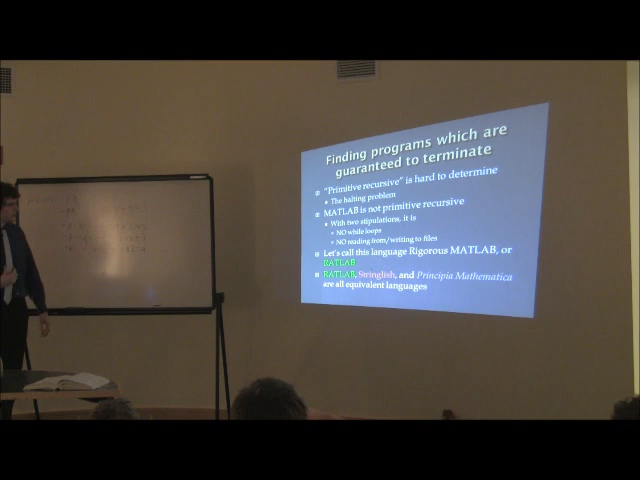 Finding programs which are
guaranteed to terminate
"Primitive recursive" is hard to determine
The halting problem
MATLAB is not primitive recursive
With two stipulations, it is
NO while loops
NO reading from/writing to files
Let's call this language Rigorous MATLAB, or
RATLAB
RATLAB, Stringlish, and Principia Mathematica
are all equivalent languages